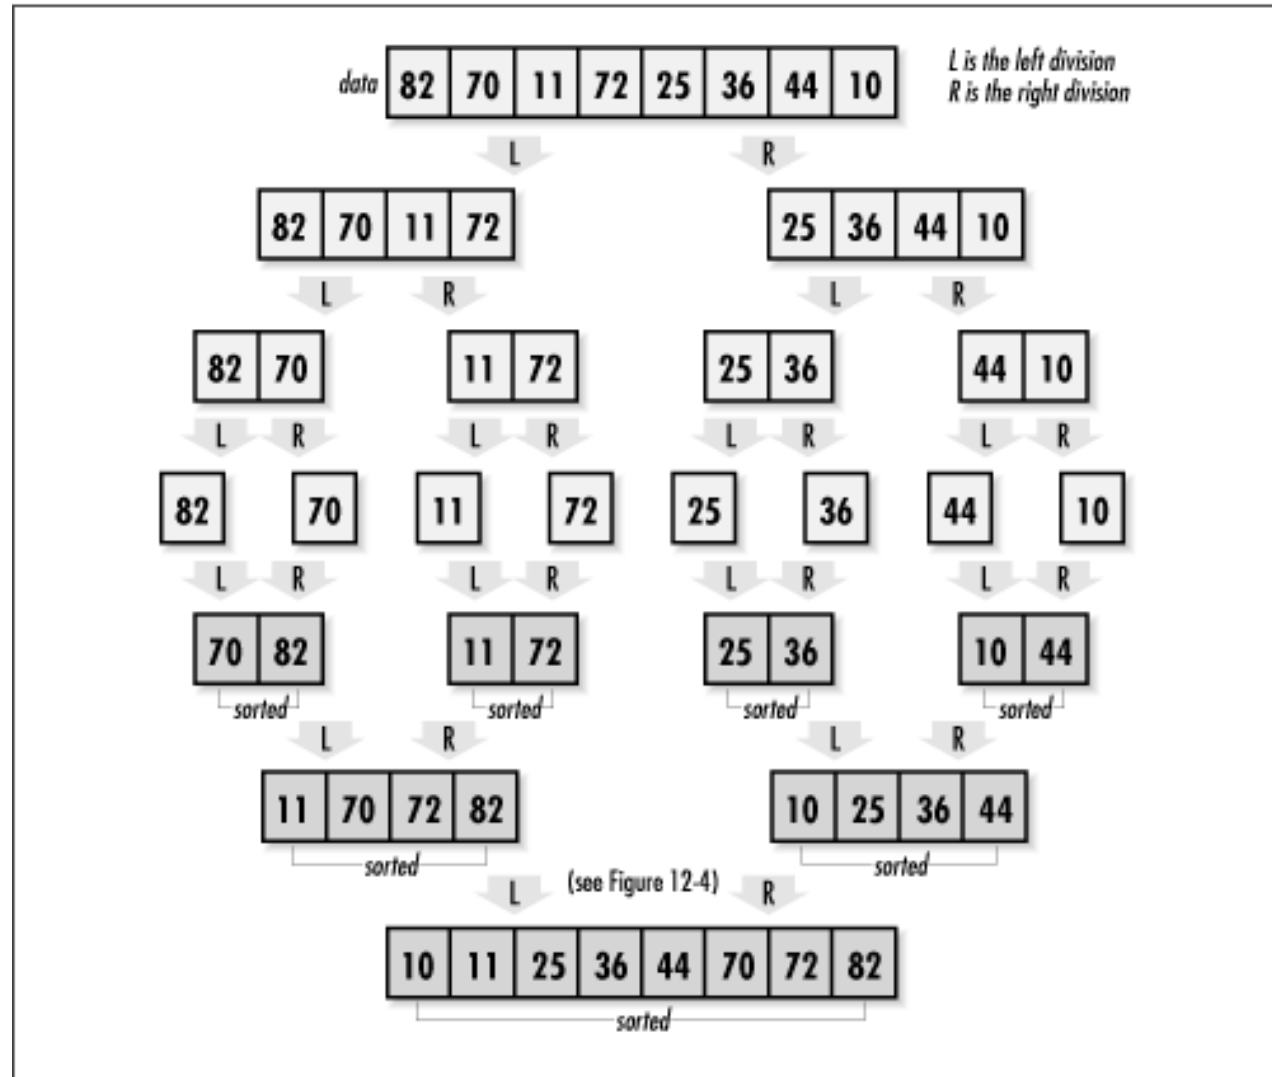 data 82 70 11 72 25 36 44 10
L is the left division
R is the right division
L R
82 70 11 72 25 36 44 10
L R L R
82 70 11 72 25 36 44 10
L R L R L R L R
82 70 11 72 25 36 44 10
L R L R L R L R
70 82 11 72 25 36 10 44
sorted sorted sorted sorted
L R L R
11 70 72 82 10 25 36 44
sorted sorted
L (see Figure 12-4) R
10 11 25 36 44 70 72 82
sorted